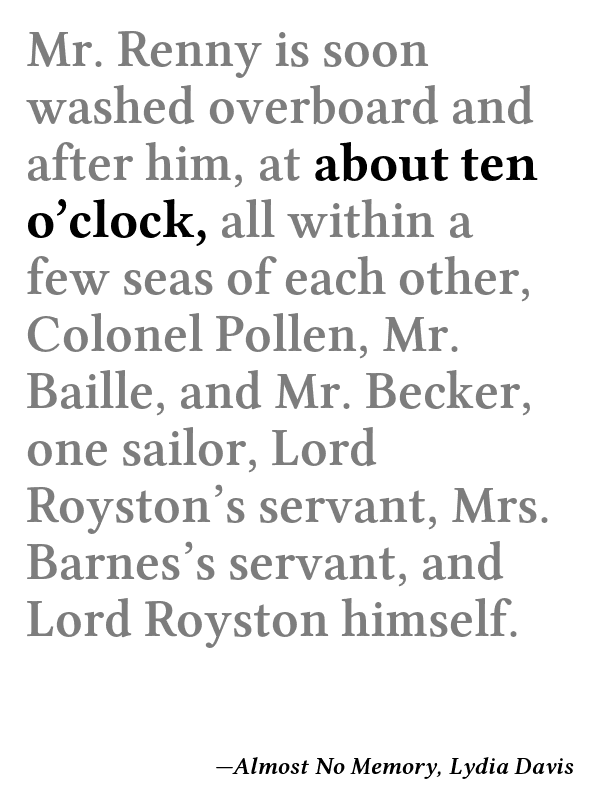 Mr. Renny is soon
washed overboard and
after him, at about ten
o’clock, all within a
few seas of each other,
Colonel Pollen, Mr.
Baille, and Mr. Becker,
one sailor, Lord
Royston’s servant, Mrs.
Barnes’s servant, and
Lord Royston himself.
—Almost No Memory, Lydia Davis